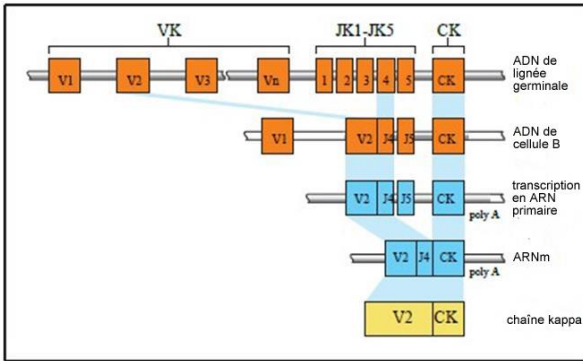 VK JK1-JK5 CK
V1 V2 V3 Vn 1 2 3 4 5 CK
ADN de
lignée
germinale
V1 V2 J4 J5 CK
ADN de
cellule B
V2 J4 J5 CK
poly A
transcription
en ARN
primaire
V2 J4 CK
poly A
ARNm
V2 CK
chaîne kappa